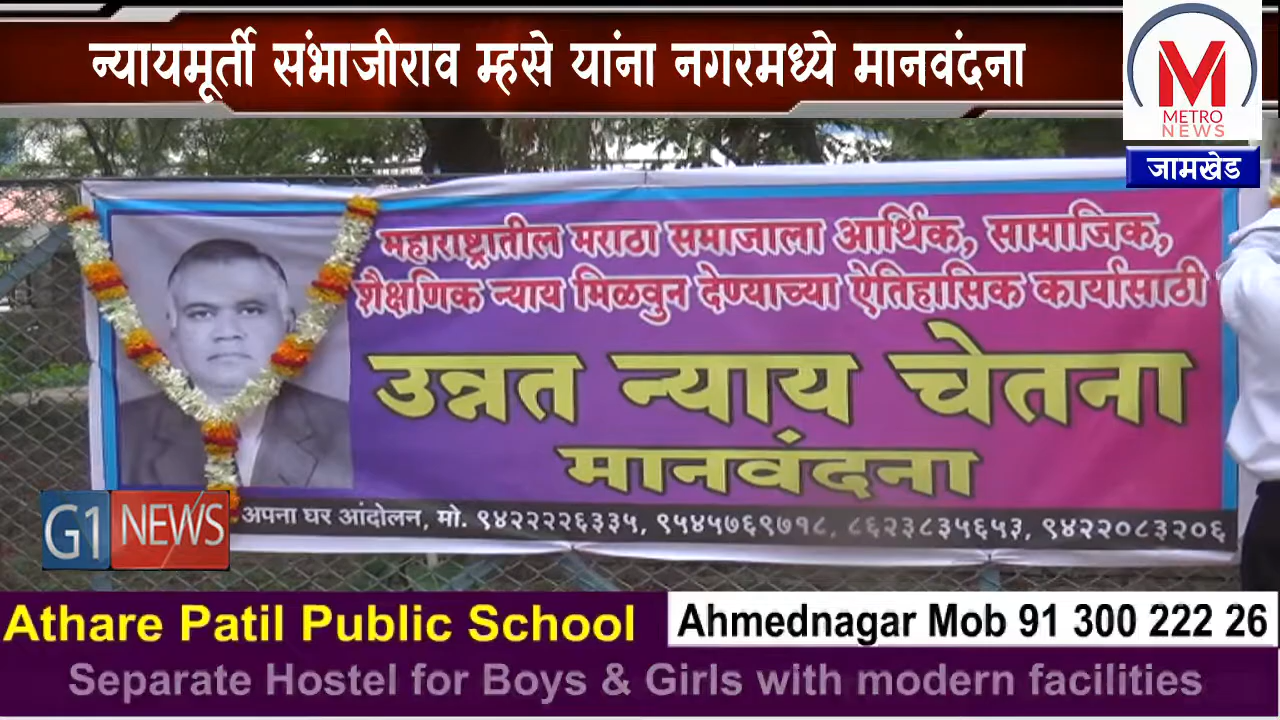 न्यायमूर्ती संभाजीराव म्हसे यांना नगरमध्ये मानवंदना
M
METRO
NEWS
जामखेड
महाराष्ट्रातील मराठा समाजाला आर्थिक, सामाजिक,
शैक्षणिक न्याय मिळवुन देण्याच्या ऐतिहासिक कार्यासाठी
उन्नत न्याय चेतना
मानवंदना
अपना घर आंदोलन, मो. ९४२२२२६३३५, ९५४५७६९७१८, ८६२३८३५६५३, ९४२२०८३२०६
G1 NEWS
Athare Patil Public School
Ahmednagar Mob 91 300 222 26
Separate Hostel for Boys & Girls with modern facilities